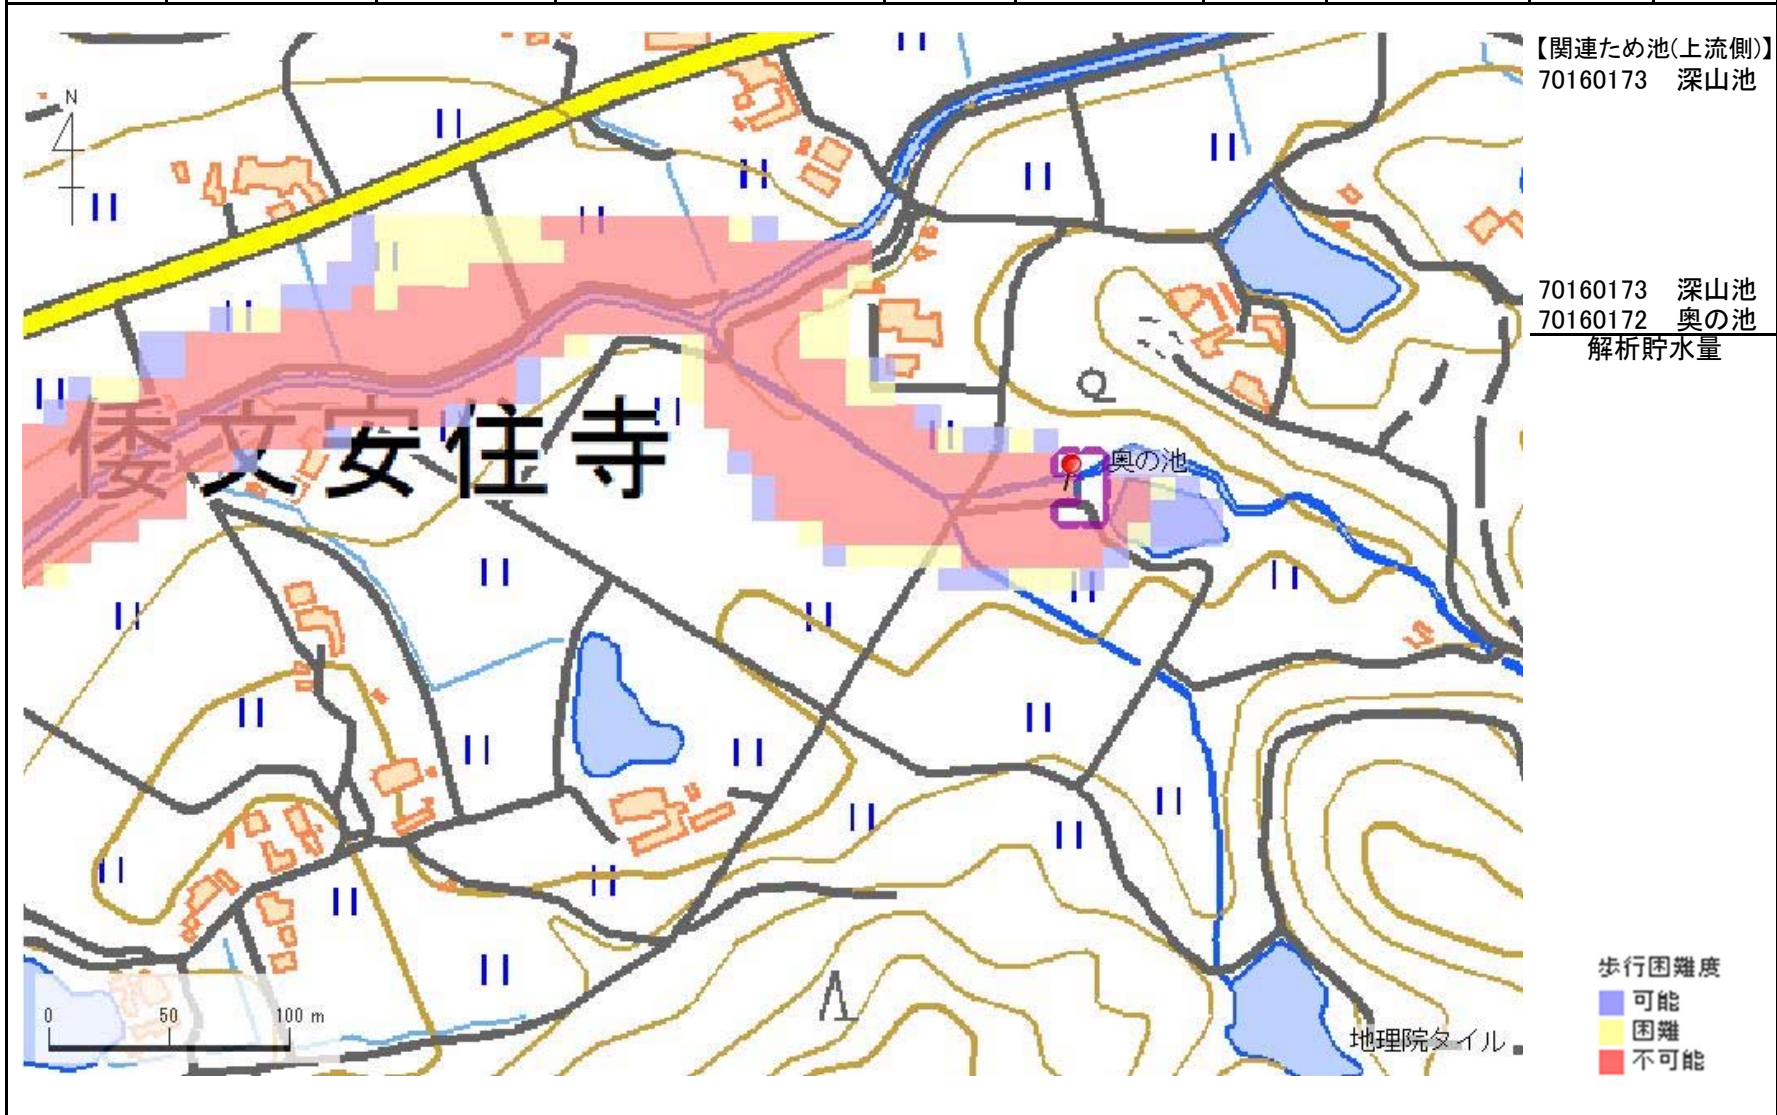 【関連ため池(上流側)】
70160173 深山池
70160173 深山池
70160172 奥の池
解析貯水量
N
奥の池
倭文安住寺
0 50 100 m
地理院タイル
歩行困難度
可能
困難
不可能